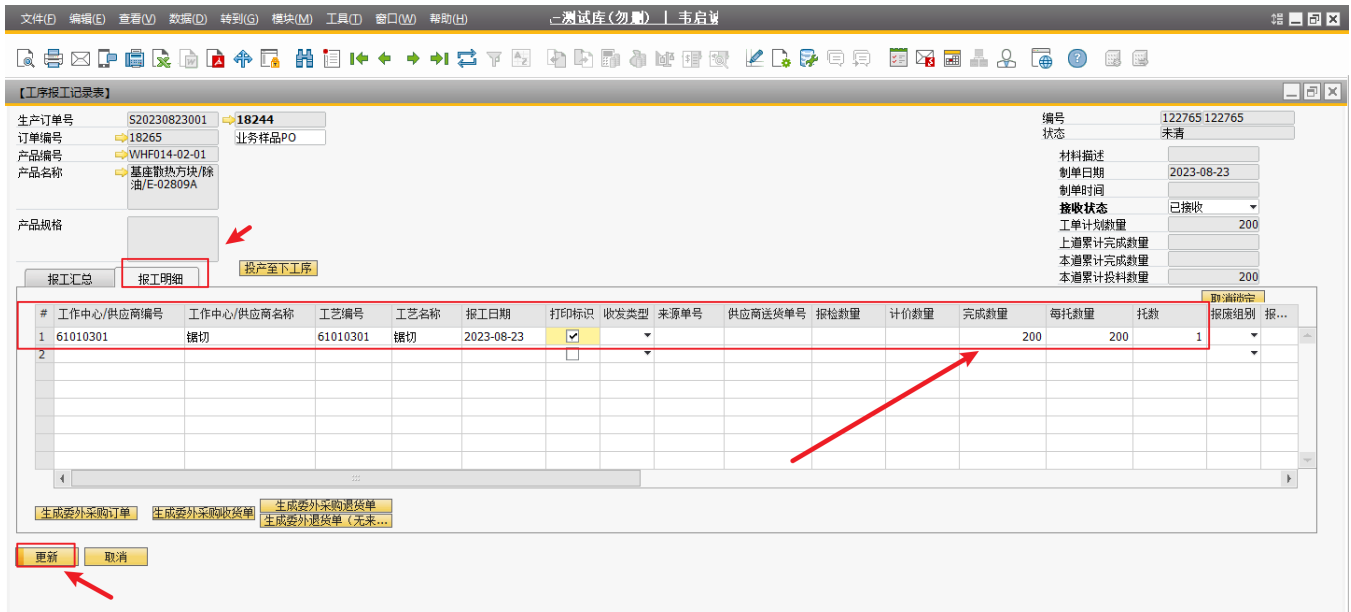 文件(F) 编辑(E) 查看(V) 数据(D) 转到(G) 模块(M) 工具(T) 窗口(W) 帮助(H) 测试库(勿删) | 韦启
【工序报工记录表】
生产订单号 S20230823001 18244 编号 122765 122765
订单编号 18265 业务样品PO 状态 未清
产品编号 WHF014-02-01 材料描述
产品名称 基座散热方块/除 制单日期 2023-08-23
油/E-02809A 制单时间
接收状态 已接收
产品规格 工单计划数量 200
上道累计完成数量
本道累计完成数量
投产至下工序
报工汇总 报工明细 本道累计投料数量 200
取消锁定
# 工作中心/供应商编号 工作中心/供应商名称 工艺编号 工艺名称 报工日期 打印标识 收发类型 来源单号 供应商送货单号 报检数量 计价数量 完成数量 每托数量 托数 报废组别 报...
1 61010301 锯切 61010301 锯切 2023-08-23 200 200 1
2
生成委外采购订单 生成委外采购收货单 生成委外采购退货单
生成委外退货单（无来...
更新 取消